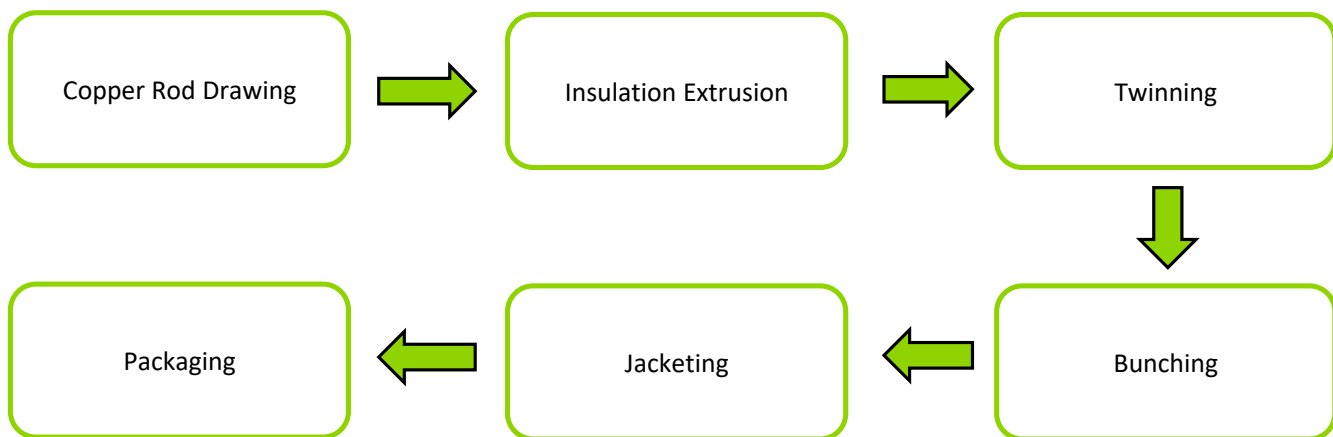 Copper Rod Drawing
Insulation Extrusion
Twinning
Bunching
Jacketing
Packaging